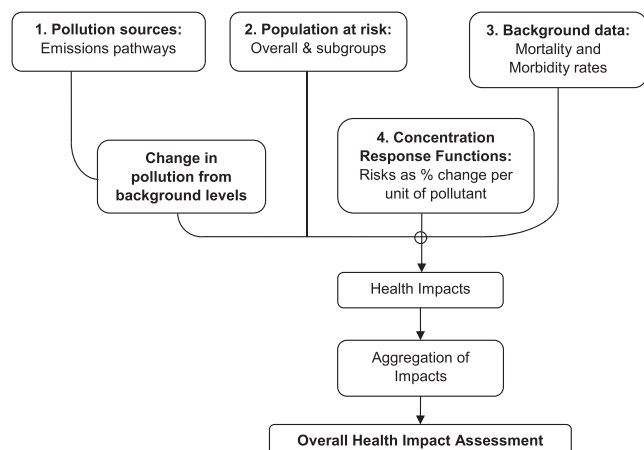 1. Pollution sources:
Emissions pathways
2. Population at risk:
Overall & subgroups
3. Background data:
Mortality and
Morbidity rates
Change in
pollution from
background levels
4. Concentration
Response Functions:
Risks as % change per
unit of pollutant
Health Impacts
Aggregation of
Impacts
Overall Health Impact Assessment